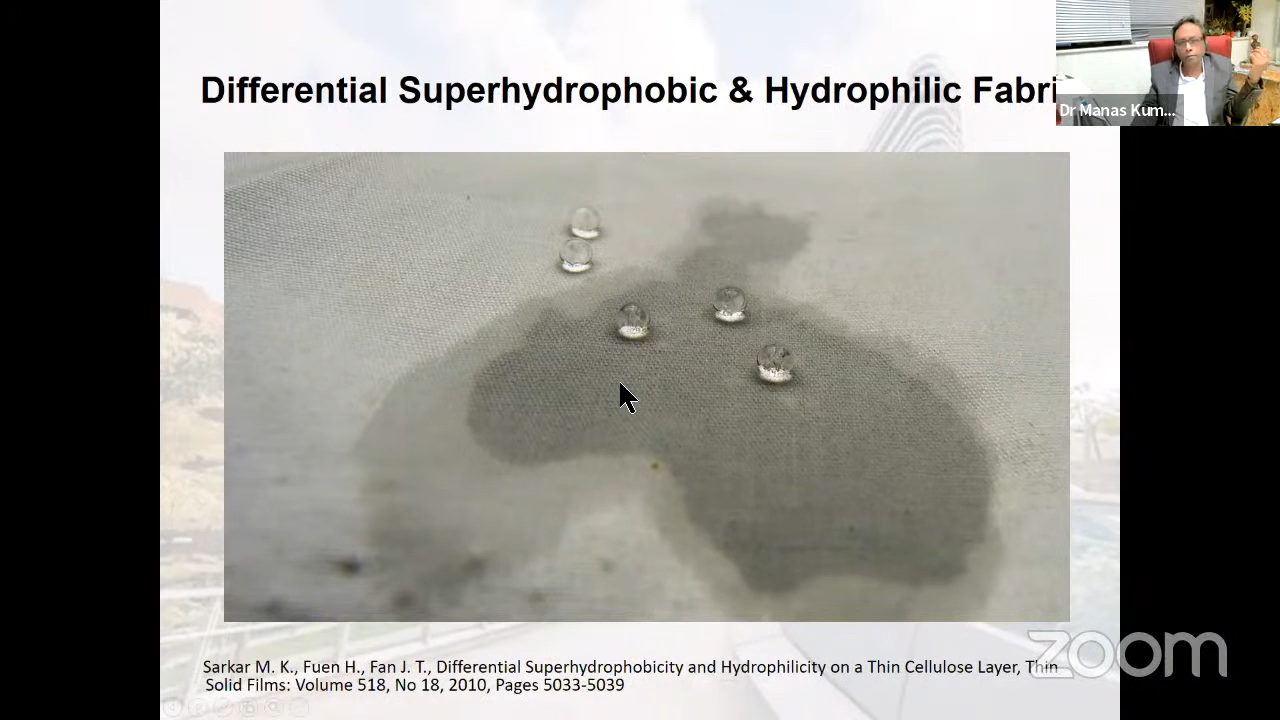 Differential Superhydrophobic & Hydrophilic Fabri
Dr Manas Kum...
Sarkar M. K., Fuen H., Fan J. T., Differential Superhydrophobicity and Hydrophilicity on a Thin Cellulose Layer, Thin
Solid Films: Volume 518, No 18, 2010, Pages 5033-5039
zoom